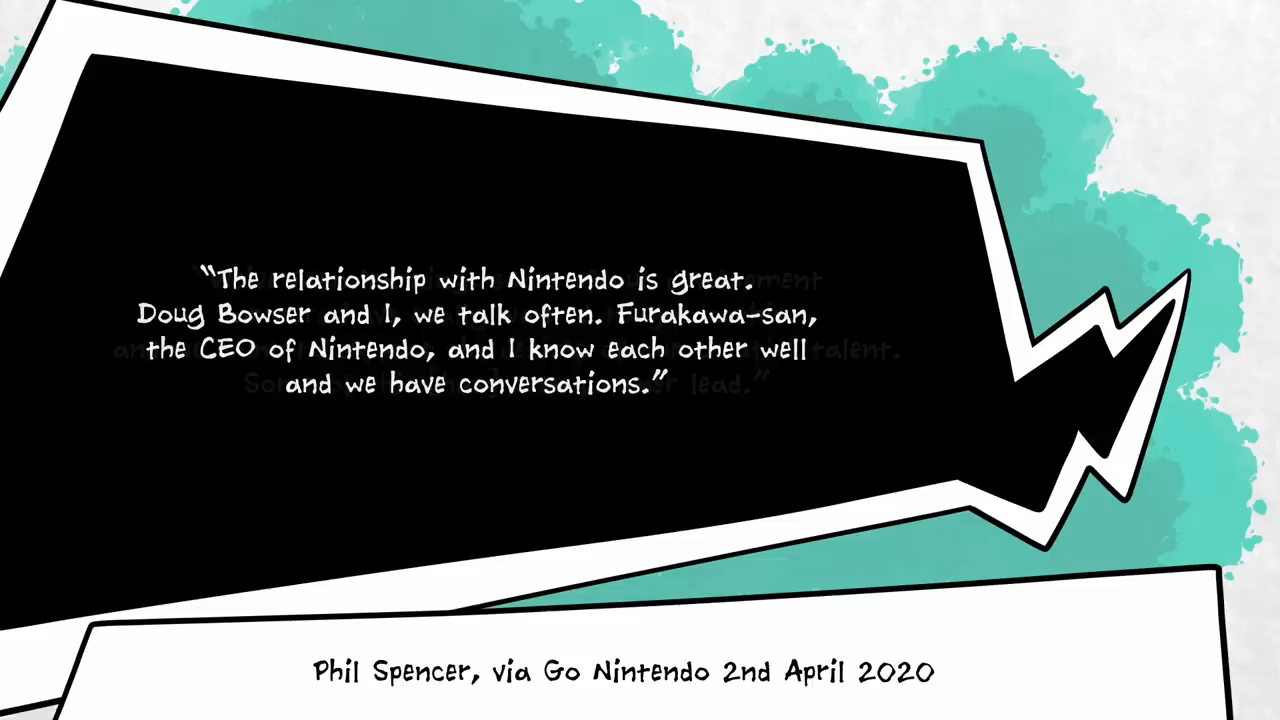 “The relationship with Nintendo is great.
Doug Bowser and I, we talk often. Furakawa-san,
the CEO of Nintendo, and I know each other well
and we have conversations.”
Phil Spencer, via Go Nintendo 2nd April 2020